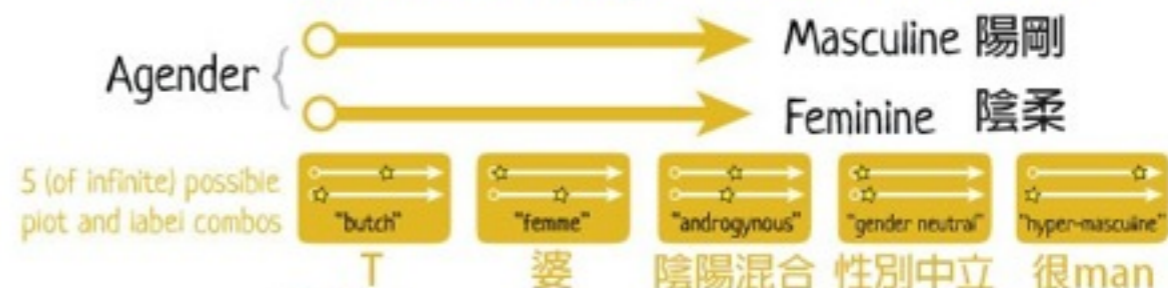 Masculine 陽剛
Agender
Feminine 陰柔
5 (of infinite) possible
plot and label combos
"butch" "femme" "androgynous" "gender neutral" "hyper-masculine"
T 婆 陰陽混合 性別中立 很man